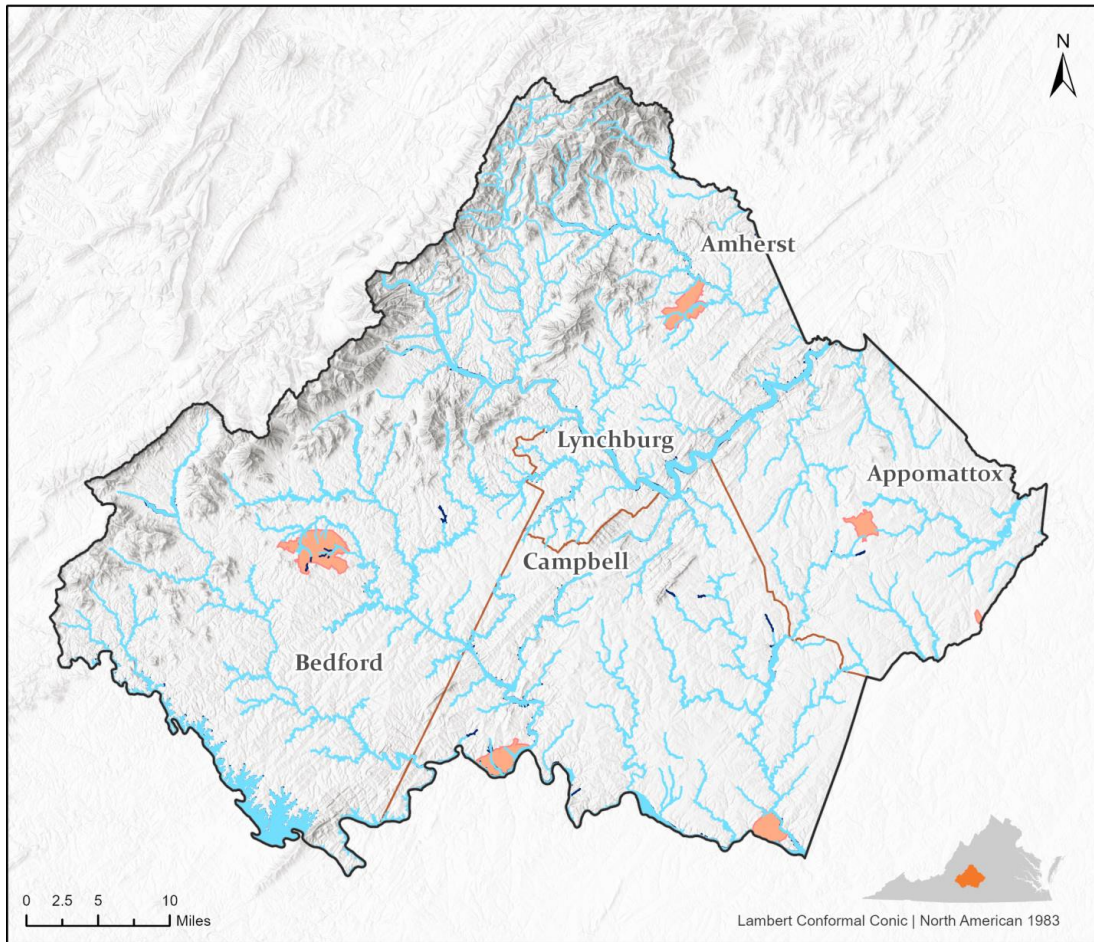 N
Amherst
Lynchburg
Appomattox
Campbell
Bedford
0 2.5 5 10
Miles
Lambert Conformal Conic | North American 1983